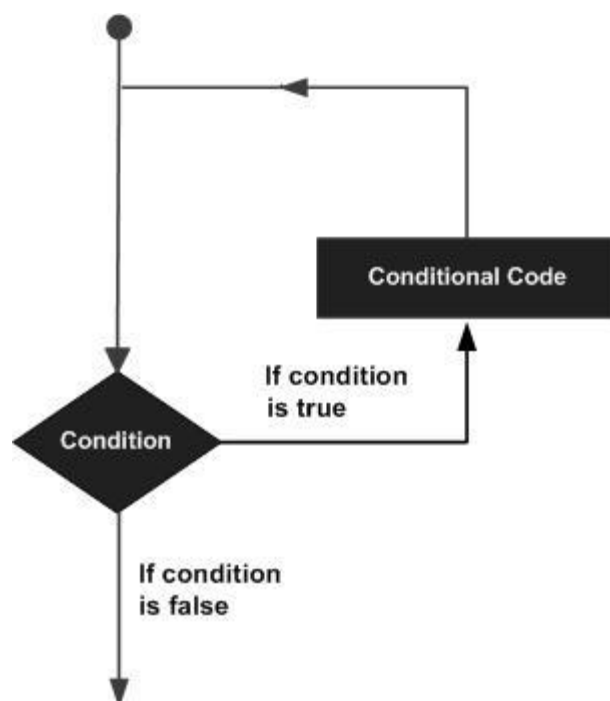 Conditional Code
If condition
is true
Condition
If condition
is false